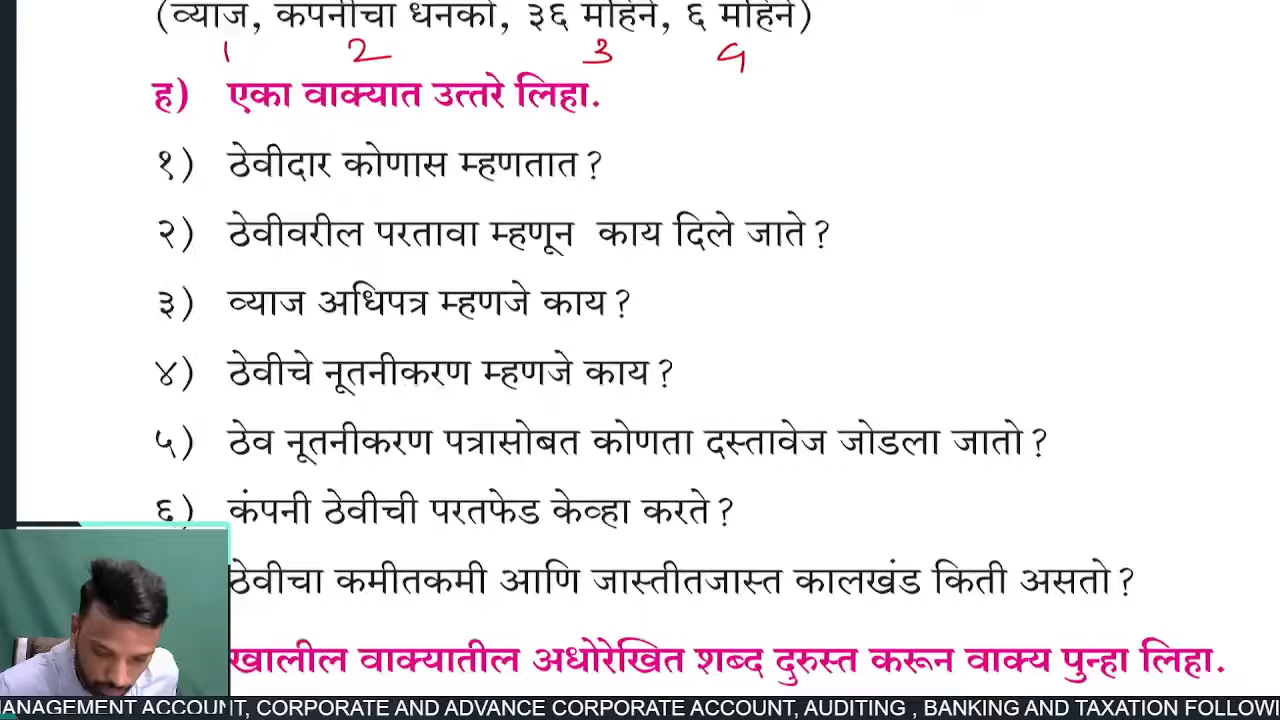 (व्याज, कंपनीचा धनको, ३६ महिने, ६ महिने)
1 2 3 4
ह) एका वाक्यात उत्तरे लिहा.
१) ठेवीदार कोणास म्हणतात ?
२) ठेवीवरील परतावा म्हणून काय दिले जाते ?
३) व्याज अधिपत्र म्हणजे काय ?
४) ठेवीचे नूतनीकरण म्हणजे काय ?
५) ठेव नूतनीकरण पत्रासोबत कोणता दस्तावेज जोडला जातो ?
६) कंपनी ठेवीची परतफेड केव्हा करते ?
ठेवीचा कमीतकमी आणि जास्तीतजास्त कालखंड किती असतो ?
खालील वाक्यातील अधोरेखित शब्द दुरुस्त करून वाक्य पुन्हा लिहा.
MANAGEMENT ACCOUNT, CORPORATE AND ADVANCE CORPORATE ACCOUNT, AUDITING , BANKING AND TAXATION FOLLOWI